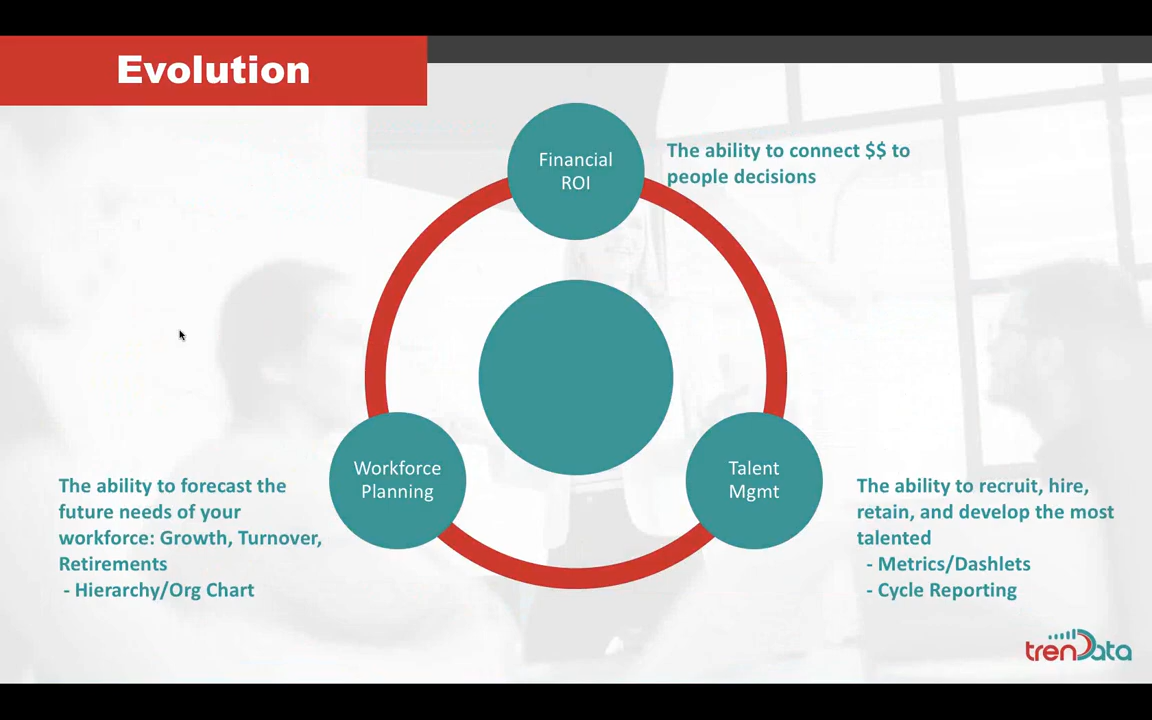 Evolution
Financial
ROI
The ability to connect $$ to
people decisions
Workforce
Planning
The ability to forecast the
future needs of your
workforce: Growth, Turnover,
Retirements
- Hierarchy/Org Chart
Talent
Mgmt
The ability to recruit, hire,
retain, and develop the most
talented
- Metrics/Dashlets
- Cycle Reporting
trenData